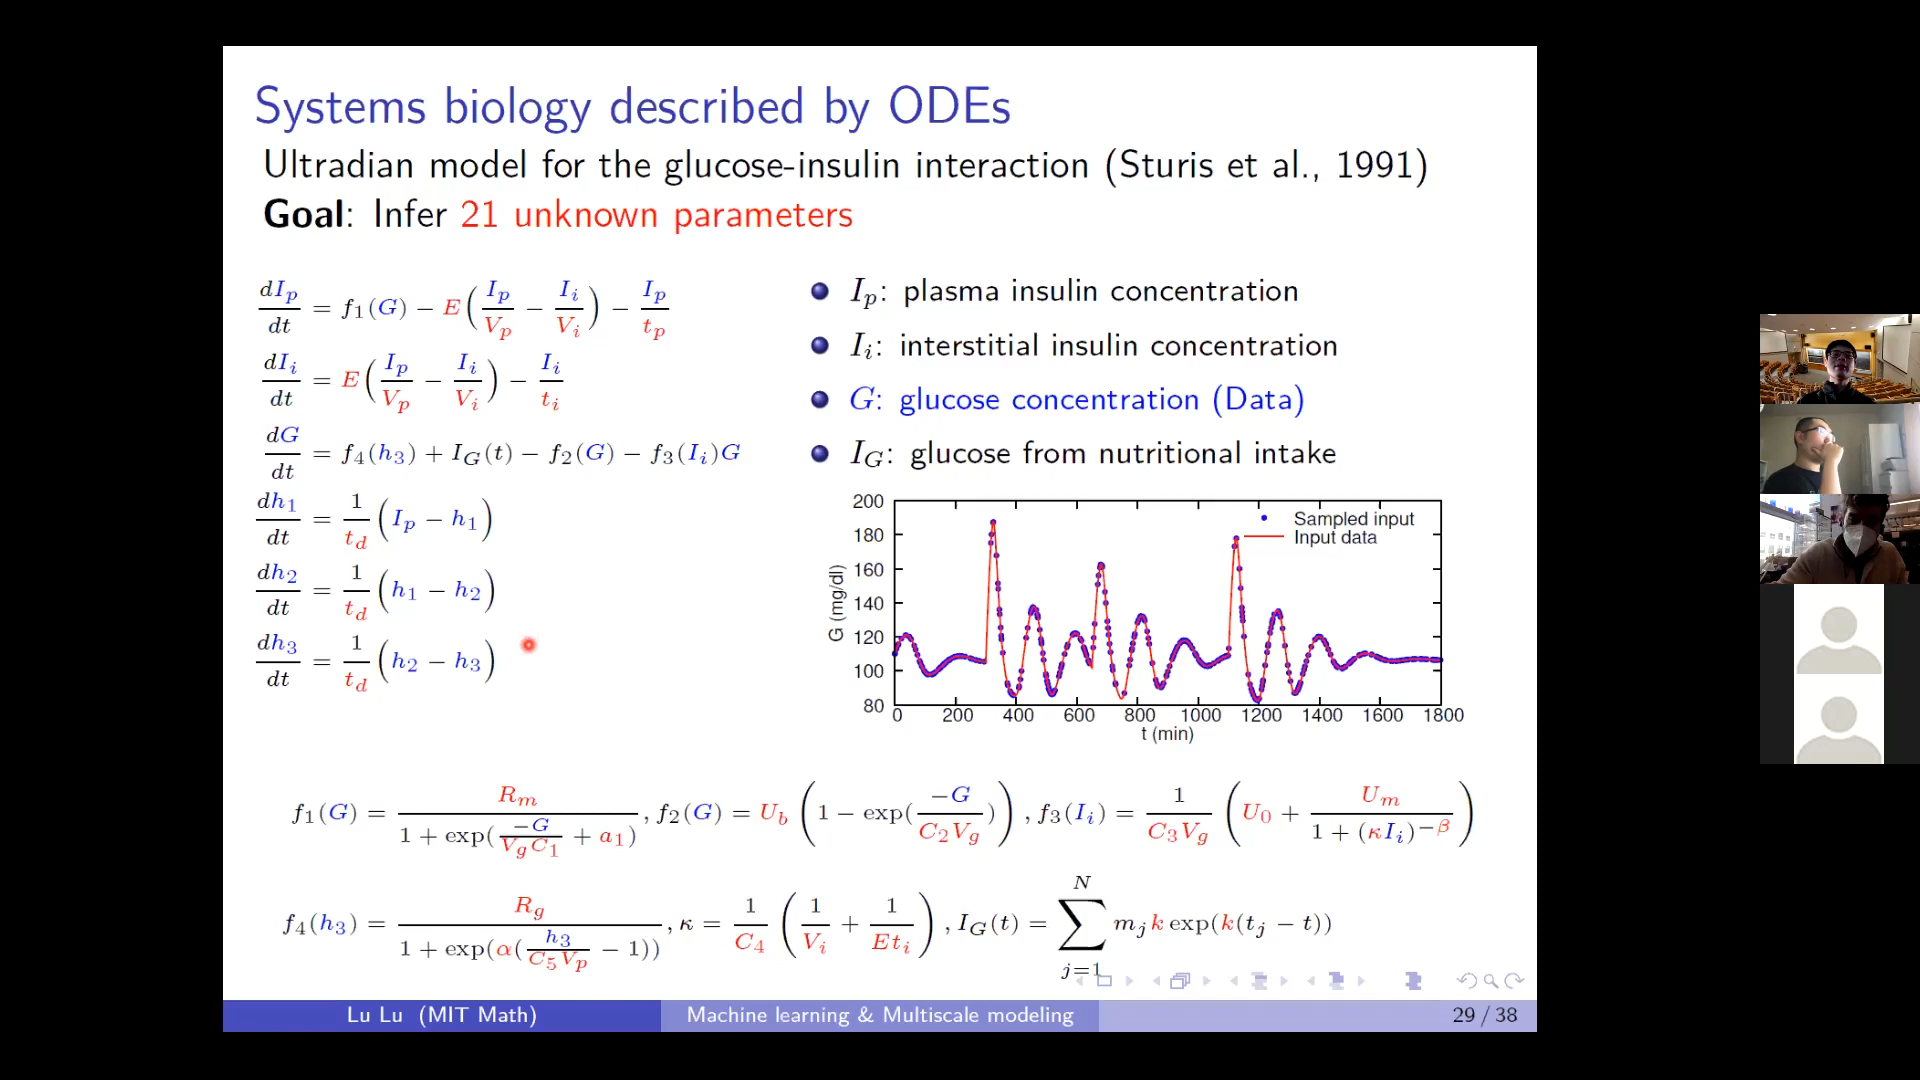 Systems biology described by ODEs
Ultradian model for the glucose-insulin interaction (Sturis et al., 1991)
Goal: Infer 21 unknown parameters
dI_p/dt = f_1(G) − E(I_p/V_p − I_i/V_i) − I_p/t_p
dI_i/dt = E(I_p/V_p − I_i/V_i) − I_i/t_i
dG/dt = f_4(h_3) + I_G(t) − f_2(G) − f_3(I_i)G
dh_1/dt = 1/t_d (I_p − h_1)
dh_2/dt = 1/t_d (h_1 − h_2)
dh_3/dt = 1/t_d (h_2 − h_3)
I_p: plasma insulin concentration
I_i: interstitial insulin concentration
G: glucose concentration (Data)
I_G: glucose from nutritional intake
200
180
160
140
120
100
80
G (mg/dl)
Sampled input
Input data
0 200 400 600 800 1000 1200 1400 1600 1800
t (min)
f_1(G) = R_m / (1 + exp(−G/(V_g C_1) + a_1)), f_2(G) = U_b (1 − exp(−G/(C_2 V_g))), f_3(I_i) = 1/(C_3 V_g) (U_0 + U_m/(1 + (κI_i)^{−β}))
f_4(h_3) = R_g / (1 + exp(α(h_3/(C_5 V_p) − 1))), κ = 1/C_4 (1/V_i + 1/(E t_i)), I_G(t) = ∑_{j=1}^{N} m_j k exp(k(t_j − t))
Lu Lu (MIT Math)
Machine learning & Multiscale modeling
29 / 38